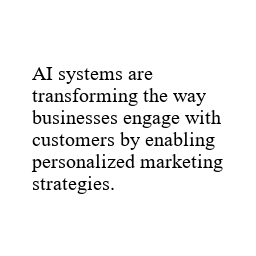 AI systems are
transforming the way
businesses engage with
customers by enabling
personalized marketing
strategies.